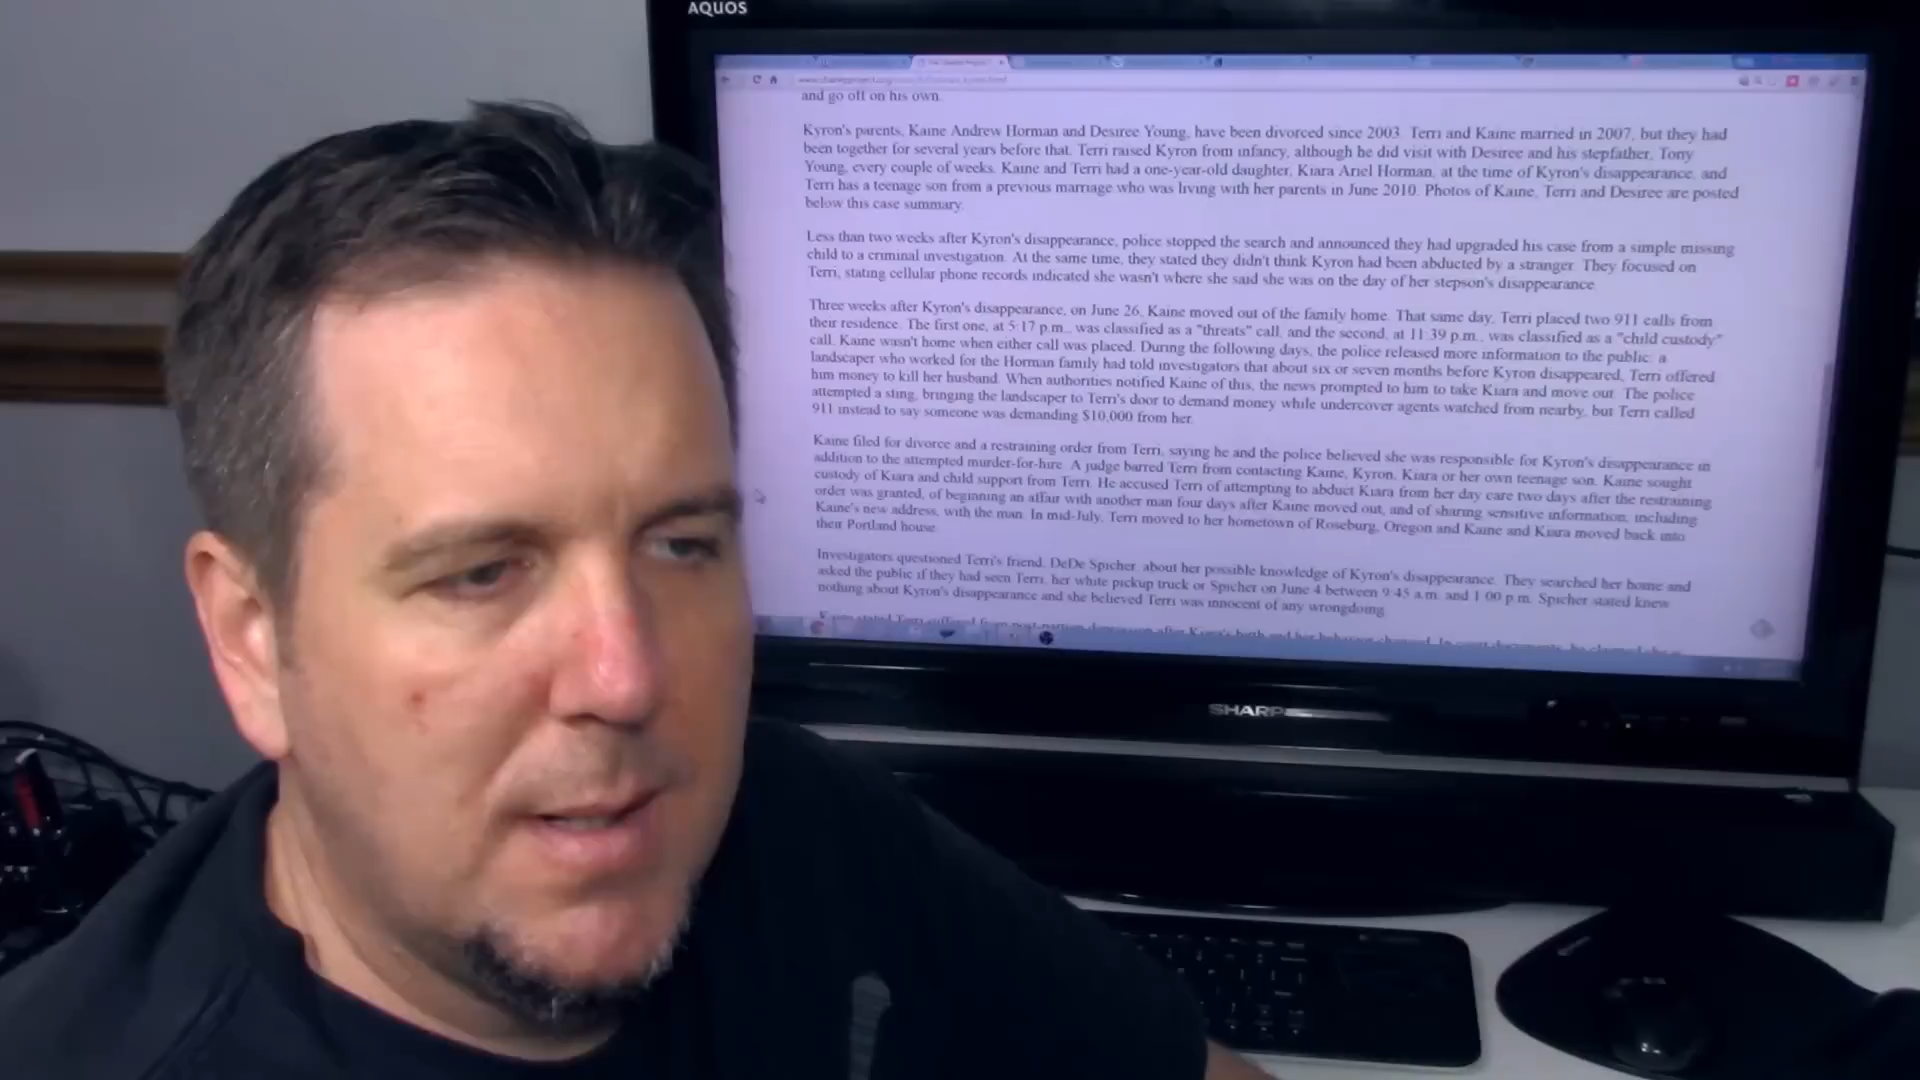 AQUOS
and go off on his own.
Kyron's parents, Kaine Andrew Horman and Desiree Young, have been divorced since 2003. Terri and Kaine married in 2007, but they had
been together for several years before that. Terri raised Kyron from infancy, although he did visit with Desiree and his stepfather, Tony
Young, every couple of weeks. Kaine and Terri had a one-year-old daughter, Kiara Ariel Horman, at the time of Kyron's disappearance, and
Terri has a teenage son from a previous marriage who was living with her parents in June 2010. Photos of Kaine, Terri and Desiree are posted
below this case summary.
Less than two weeks after Kyron's disappearance, police stopped the search and announced they had upgraded his case from a simple missing
child to a criminal investigation. At the same time, they stated they didn't think Kyron had been abducted by a stranger. They focused on
Terri, stating cellular phone records indicated she wasn't where she said she was on the day of her stepson's disappearance.
Three weeks after Kyron's disappearance, on June 26, Kaine moved out of the family home. That same day, Terri placed two 911 calls from
their residence. The first one, at 5:17 p.m., was classified as a "threats" call, and the second, at 11:39 p.m., was classified as a "child custody"
call. Kaine wasn't home when either call was placed. During the following days, the police released more information to the public: a
landscaper who worked for the Horman family had told investigators that about six or seven months before Kyron disappeared, Terri offered
him money to kill her husband. When authorities notified Kaine of this, the news prompted to him to take Kiara and move out. The police
attempted a sting, bringing the landscaper to Terri's door to demand money while undercover agents watched from nearby, but Terri called
911 instead to say someone was demanding $10,000 from her.
Kaine filed for divorce and a restraining order from Terri, saying he and the police believed she was responsible for Kyron's disappearance in
addition to the attempted murder-for-hire. A judge barred Terri from contacting Kaine, Kyron, Kiara or her own teenage son. Kaine sought
custody of Kiara and child support from Terri. He accused Terri of attempting to abduct Kiara from her day care two days after the restraining
order was granted, of beginning an affair with another man four days after Kaine moved out, and of sharing sensitive information, including
Kaine's new address, with the man. In mid-July, Terri moved to her hometown of Roseburg, Oregon and Kaine and Kiara moved back into
their Portland house.
Investigators questioned Terri's friend, DeDe Spicher, about her possible knowledge of Kyron's disappearance. They searched her home and
asked the public if they had seen Terri, her white pickup truck or Spicher on June 4 between 9:45 a.m. and 1:00 p.m. Spicher stated knew
nothing about Kyron's disappearance and she believed Terri was innocent of any wrongdoing.
SHARP